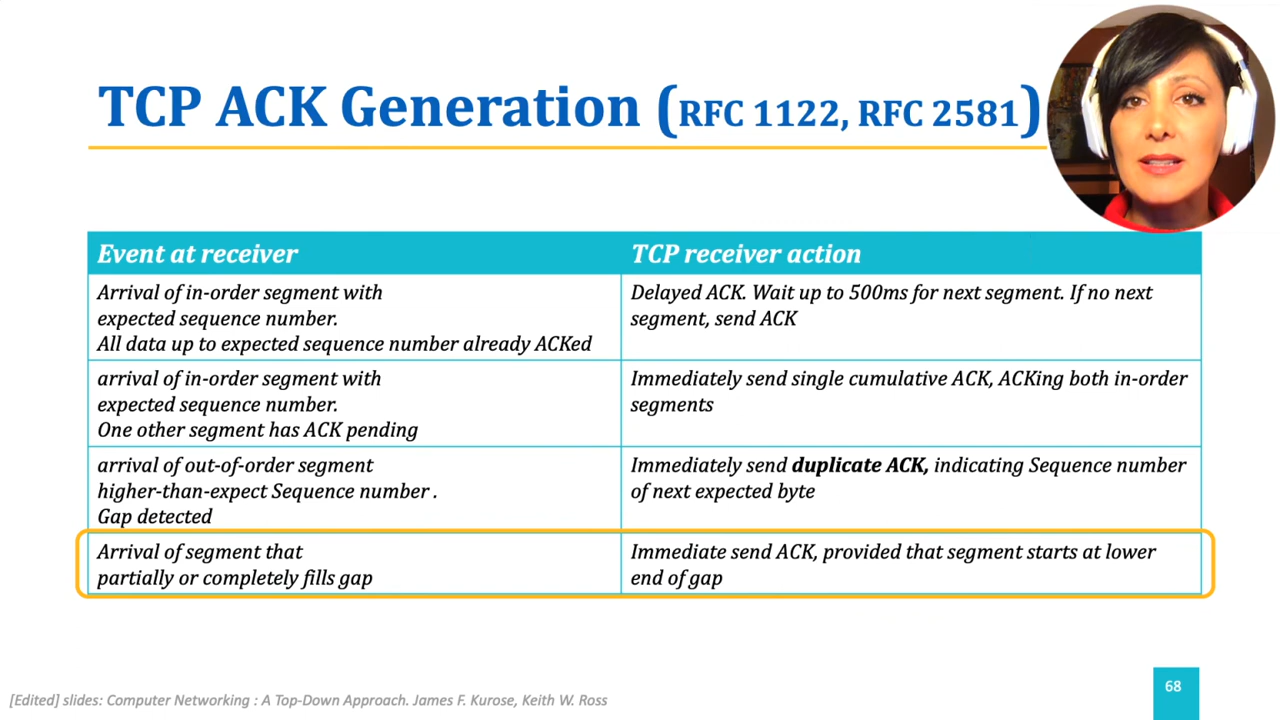 TCP ACK Generation (RFC 1122, RFC 2581)
Event at receiver
TCP receiver action
Arrival of in-order segment with
expected sequence number.
All data up to expected sequence number already ACKed
Delayed ACK. Wait up to 500ms for next segment. If no next
segment, send ACK
arrival of in-order segment with
expected sequence number.
One other segment has ACK pending
Immediately send single cumulative ACK, ACKing both in-order
segments
arrival of out-of-order segment
higher-than-expect Sequence number .
Gap detected
Immediately send duplicate ACK, indicating Sequence number
of next expected byte
Arrival of segment that
partially or completely fills gap
Immediate send ACK, provided that segment starts at lower
end of gap
[Edited] slides: Computer Networking : A Top-Down Approach. James F. Kurose, Keith W. Ross
68